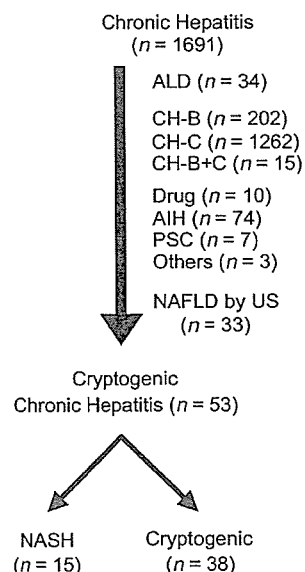 Chronic Hepatitis
(n = 1691)
ALD (n = 34)
CH-B (n = 202)
CH-C (n = 1262)
CH-B+C (n = 15)
Drug (n = 10)
AIH (n = 74)
PSC (n = 7)
Others (n = 3)
NAFLD by US
(n = 33)
Cryptogenic
Chronic Hepatitis (n = 53)
NASH
(n = 15)
Cryptogenic
(n = 38)